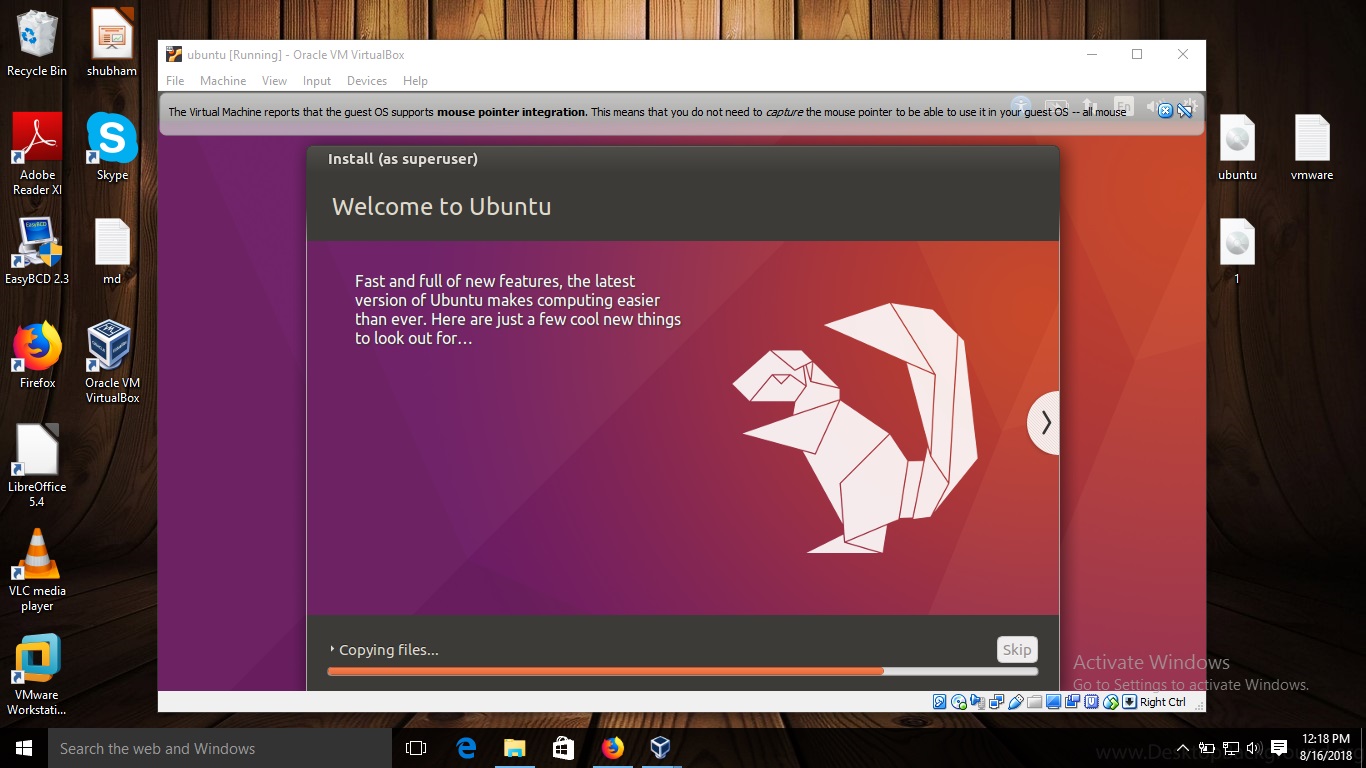 Recycle Bin
shubham
Adobe
Reader XI
Skype
EasyBCD
EasyBCD 2.3
md
Firefox
Oracle VM
VirtualBox
LibreOffice
5.4
VLC media
player
VMware
Workstati...
ubuntu [Running] - Oracle VM VirtualBox
File Machine View Input Devices Help
The Virtual Machine reports that the guest OS supports mouse pointer integration. This means that you do not need to capture the mouse pointer to be able to use it in your guest OS -- all mouse
En
Install (as superuser)
Welcome to Ubuntu
Fast and full of new features, the latest
version of Ubuntu makes computing easier
than ever. Here are just a few cool new things
to look out for…
Copying files...
Skip
Right Ctrl
ubuntu
vmware
1
Activate Windows
Go to Settings to activate Windows.
Search the web and Windows
12:18 PM
8/16/2018